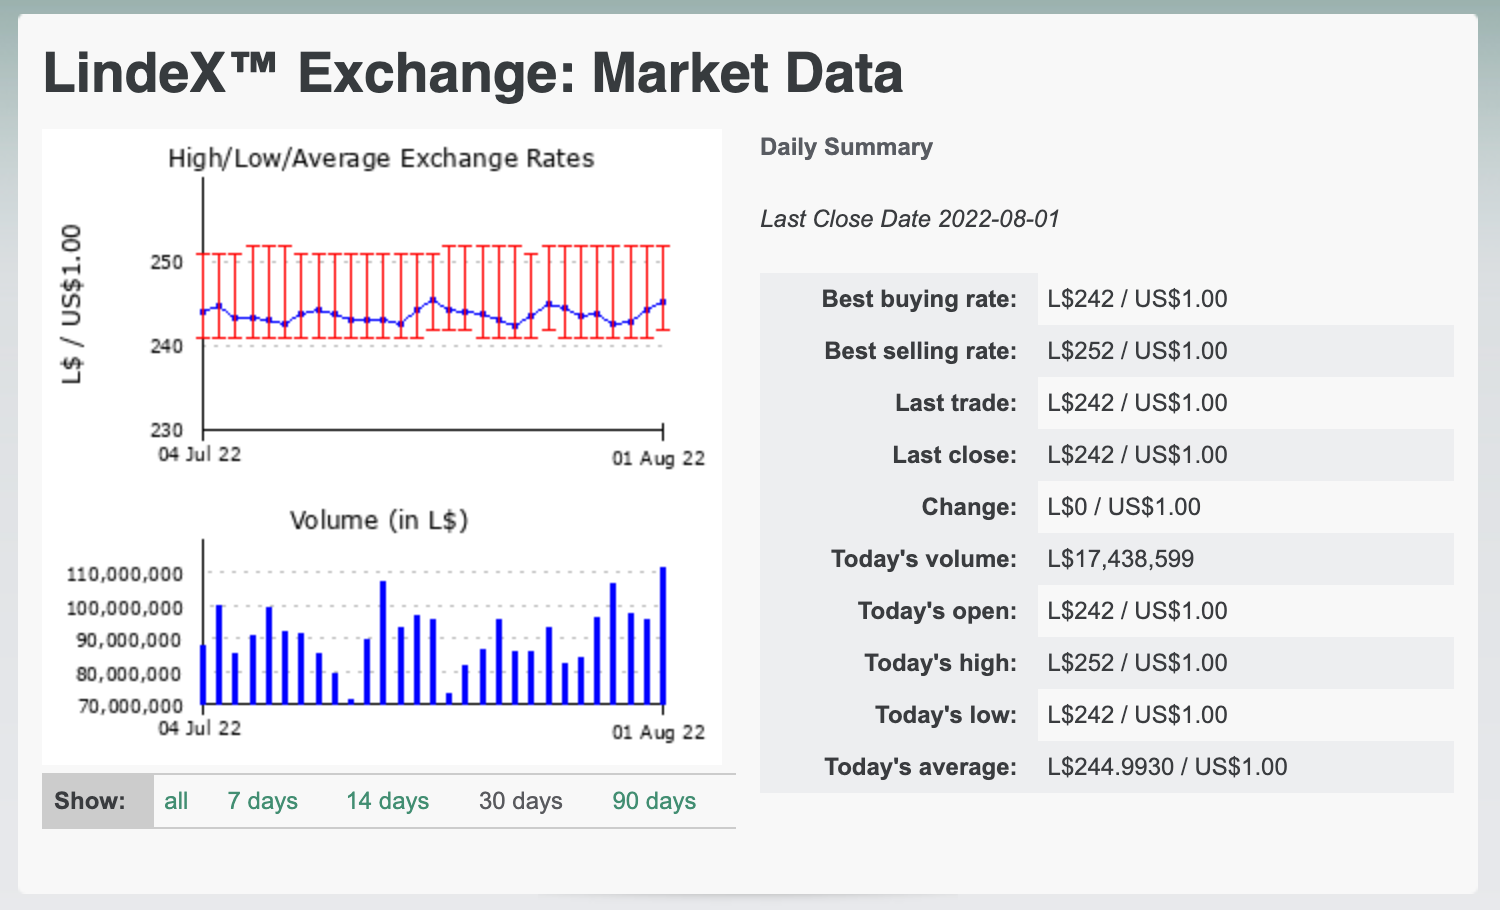 LindeX™ Exchange: Market Data
High/Low/Average Exchange Rates
L$ / US$1.00
250
240
230
04 Jul 22
01 Aug 22
Volume (in L$)
110,000,000
100,000,000
90,000,000
80,000,000
70,000,000
04 Jul 22
01 Aug 22
Show: all 7 days 14 days 30 days 90 days
Daily Summary
Last Close Date 2022-08-01
Best buying rate: L$242 / US$1.00
Best selling rate: L$252 / US$1.00
Last trade: L$242 / US$1.00
Last close: L$242 / US$1.00
Change: L$0 / US$1.00
Today's volume: L$17,438,599
Today's open: L$242 / US$1.00
Today's high: L$252 / US$1.00
Today's low: L$242 / US$1.00
Today's average: L$244.9930 / US$1.00